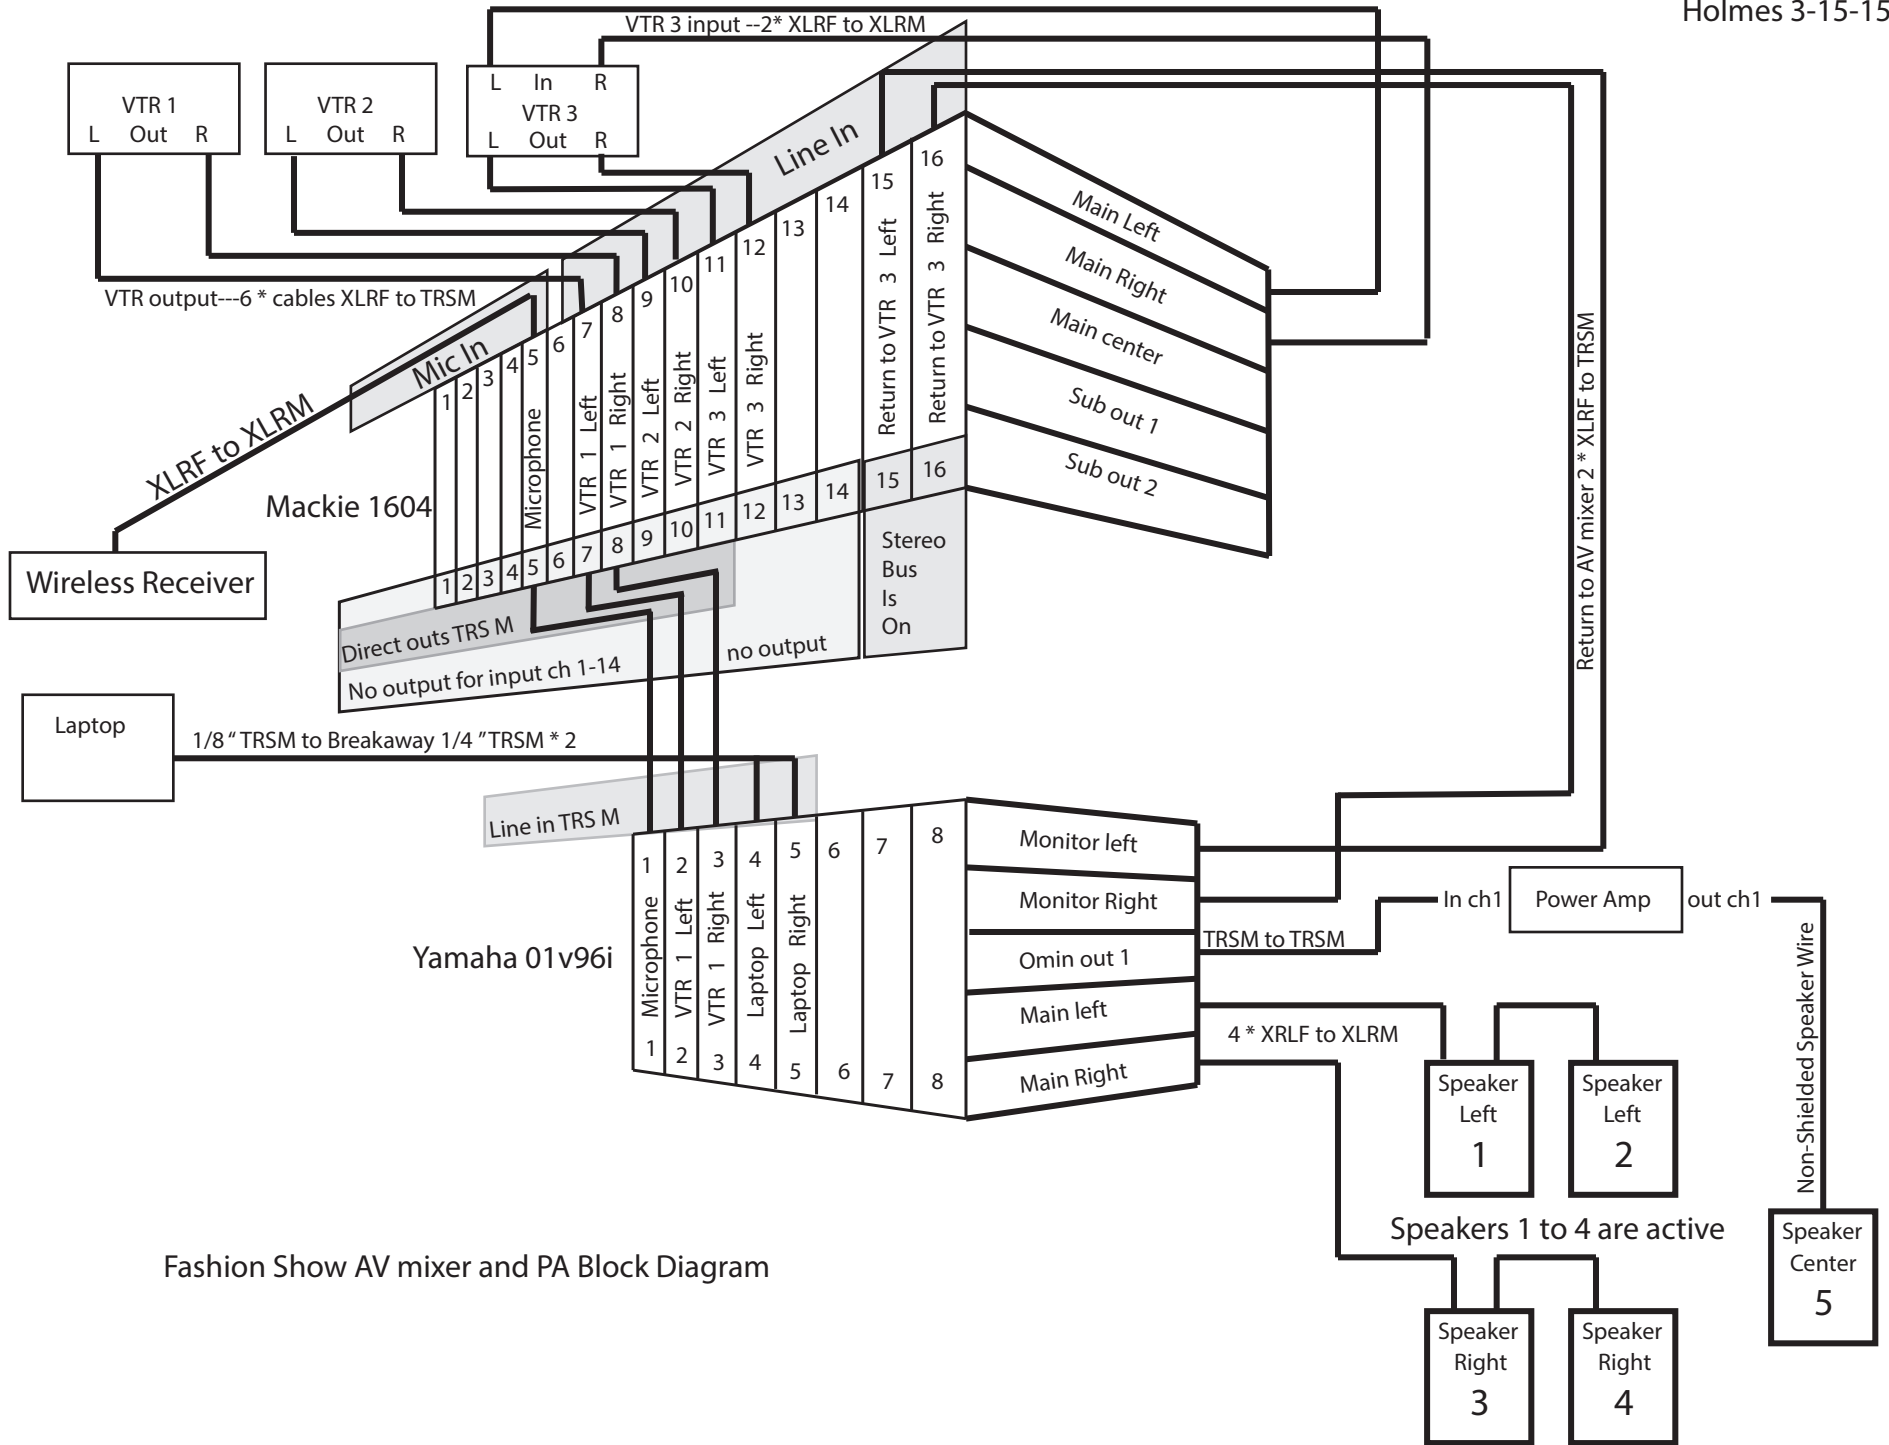 Holmes 3-15-15
VTR 3 input --2* XLRF to XLRM
VTR 1
L Out R
VTR 2
L Out R
L In R
VTR 3
L Out R
VTR output---6 * cables XLRF to TRSM
Mic In
Line In
XLRF to XLRM
Mackie 1604
Wireless Receiver
1 2 3 4 5 6 7 8 9 10 11 12 13 14 15 16
Microphone
VTR 1 Left
VTR 1 Right
VTR 2 Left
VTR 2 Right
VTR 3 Left
VTR 3 Right
Return to VTR 3 Left
Return to VTR 3 Right
1 2 3 4 5 6 7 8 9 10 11 12 13 14 15 16
Main Left
Main Right
Main center
Sub out 1
Sub out 2
Stereo
Bus
Is
On
Direct outs TRS M
No output for input ch 1-14
no output
Return to AV mixer 2 * XLRF to TRSM
Laptop
1/8 “ TRSM to Breakaway 1/4 ” TRSM * 2
Line in TRS M
Yamaha 01v96i
1 2 3 4 5 6 7 8
Microphone
VTR 1 Left
VTR 1 Right
Laptop Left
Laptop Right
1 2 3 4 5 6 7 8
Monitor left
Monitor Right
Omin out 1
Main left
Main Right
TRSM to TRSM
In ch1
Power Amp
out ch1
Non-Shielded Speaker Wire
4 * XRLF to XLRM
Speaker
Left
1
Speaker
Left
2
Speakers 1 to 4 are active
Speaker
Center
5
Speaker
Right
3
Speaker
Right
4
Fashion Show AV mixer and PA Block Diagram